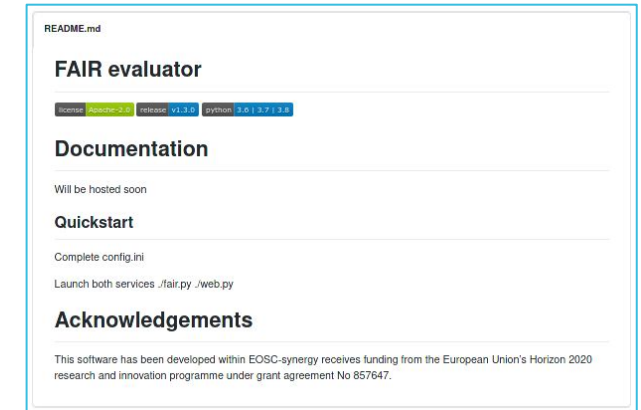 README.md
FAIR evaluator
license Apache-2.0 release v1.3.0 python 3.6 | 3.7 | 3.8
Documentation
Will be hosted soon
Quickstart
Complete config.ini
Launch both services ./fair.py ./web.py
Acknowledgements
This software has been developed within EOSC-synergy receives funding from the European Union's Horizon 2020
research and innovation programme under grant agreement No 857647.